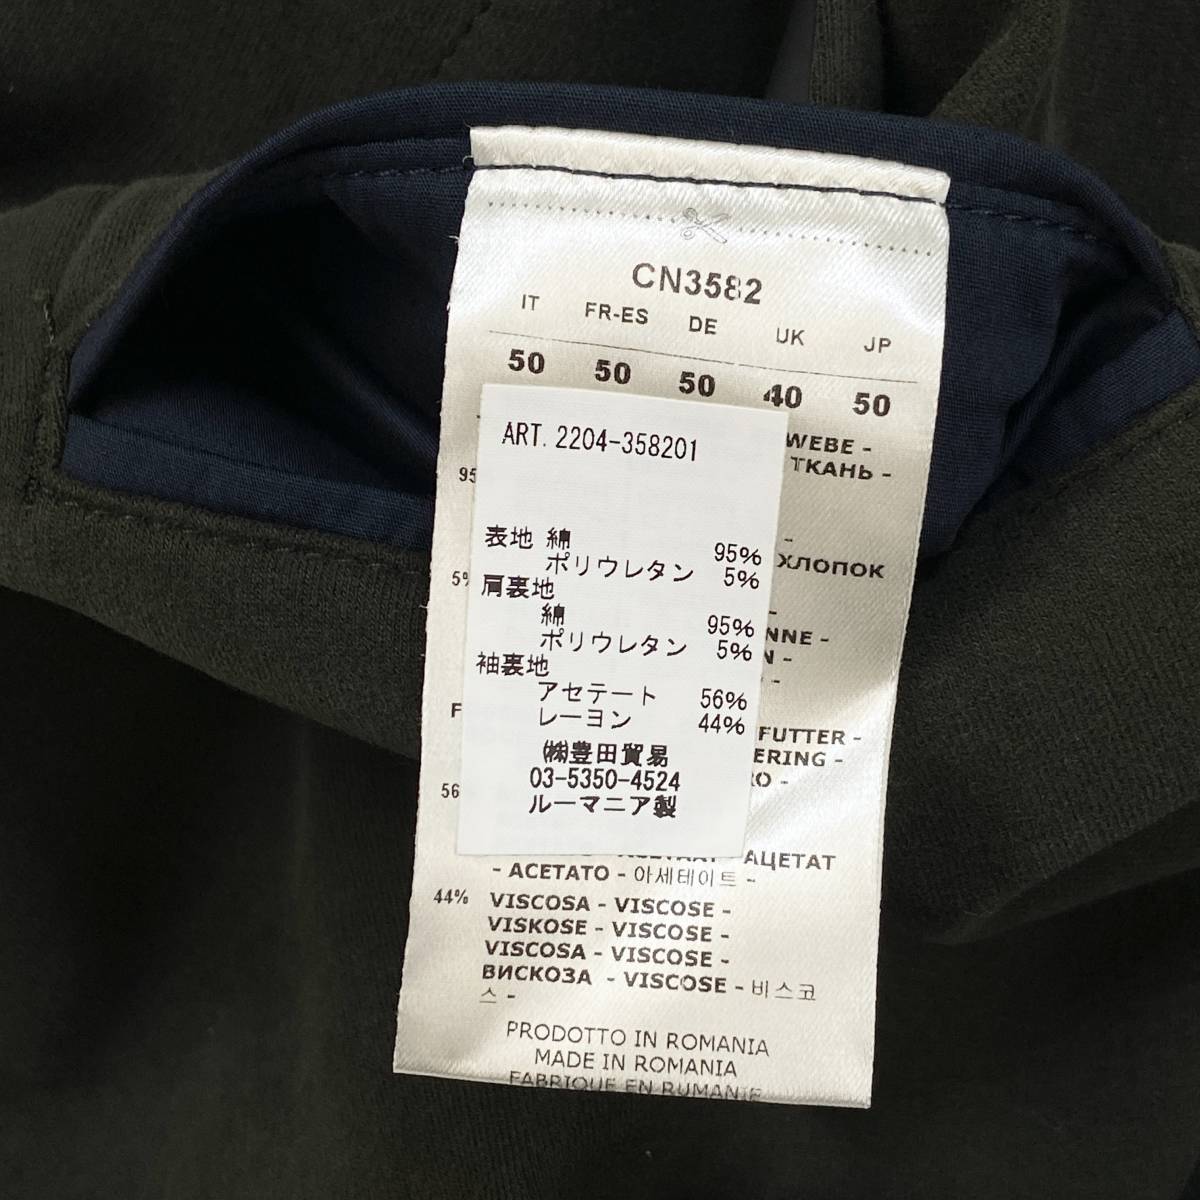 CN3582
IT FR-ES DE UK JP
50 50 50 40 50
ART. 2204-358201
WEBE -
ТКАНЬ -
95
表地 綿 95%
ポリウレタン 5%
肩裏地
綿 95%
ポリウレタン 5%
袖裏地
アセテート 56%
レーヨン 44%
㈱豊田貿易
03-5350-4524
ルーマニア製
-
ХЛОПОК
5%
-
NNE -
N -
-
F
FUTTER -
ERING -
RO -
56
АЦЕТАТ
- ACETATO - 아세테이트 -
44% VISCOSA - VISCOSE -
VISKOSE - VISCOSE -
VISCOSA - VISCOSE -
ВИСКОЗА - VISCOSE - 비스코
스 -
PRODOTTO IN ROMANIA
MADE IN ROMANIA
FABRIQUE EN RUMANIE